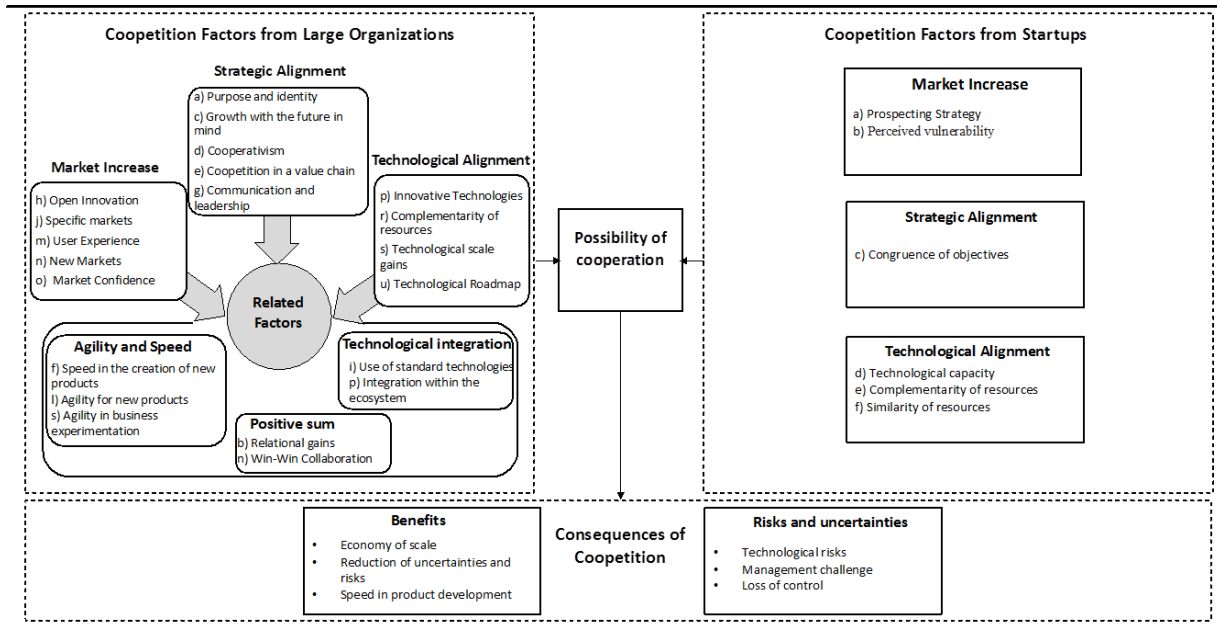 Coopetition Factors from Large Organizations
Strategic Alignment
a) Purpose and identity
c) Growth with the future in
mind
d) Cooperativism
e) Coopetition in a value chain
g) Communication and
leadership
Market Increase
h) Open Innovation
j) Specific markets
m) User Experience
n) New Markets
o) Market Confidence
Technological Alignment
p) Innovative Technologies
r) Complementarity of
resources
s) Technological scale
gains
u) Technological Roadmap
Related
Factors
Agility and Speed
f) Speed in the creation of new
products
l) Agility for new products
s) Agility in business
experimentation
Technological integration
i) Use of standard technologies
p) Integration within the
ecosystem
Positive sum
b) Relational gains
n) Win-Win Collaboration
Possibility of
cooperation
Coopetition Factors from Startups
Market Increase
a) Prospecting Strategy
b) Perceived vulnerability
Strategic Alignment
c) Congruence of objectives
Technological Alignment
d) Technological capacity
e) Complementarity of resources
f) Similarity of resources
Benefits
• Economy of scale
• Reduction of uncertainties and
risks
• Speed in product development
Consequences of
Coopetition
Risks and uncertainties
• Technological risks
• Management challenge
• Loss of control